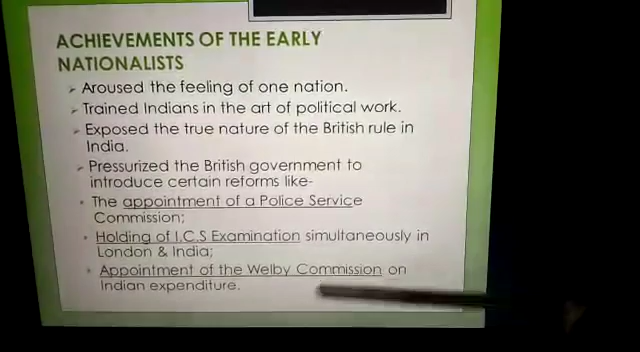 ACHIEVEMENTS OF THE EARLY
NATIONALISTS
➢ Aroused the feeling of one nation.
➢ Trained Indians in the art of political work.
➢ Exposed the true nature of the British rule in
India.
➢ Pressurized the British government to
introduce certain reforms like-
• The appointment of a Police Service
Commission;
• Holding of I.C.S Examination simultaneously in
London & India;
• Appointment of the Welby Commission on
Indian expenditure.